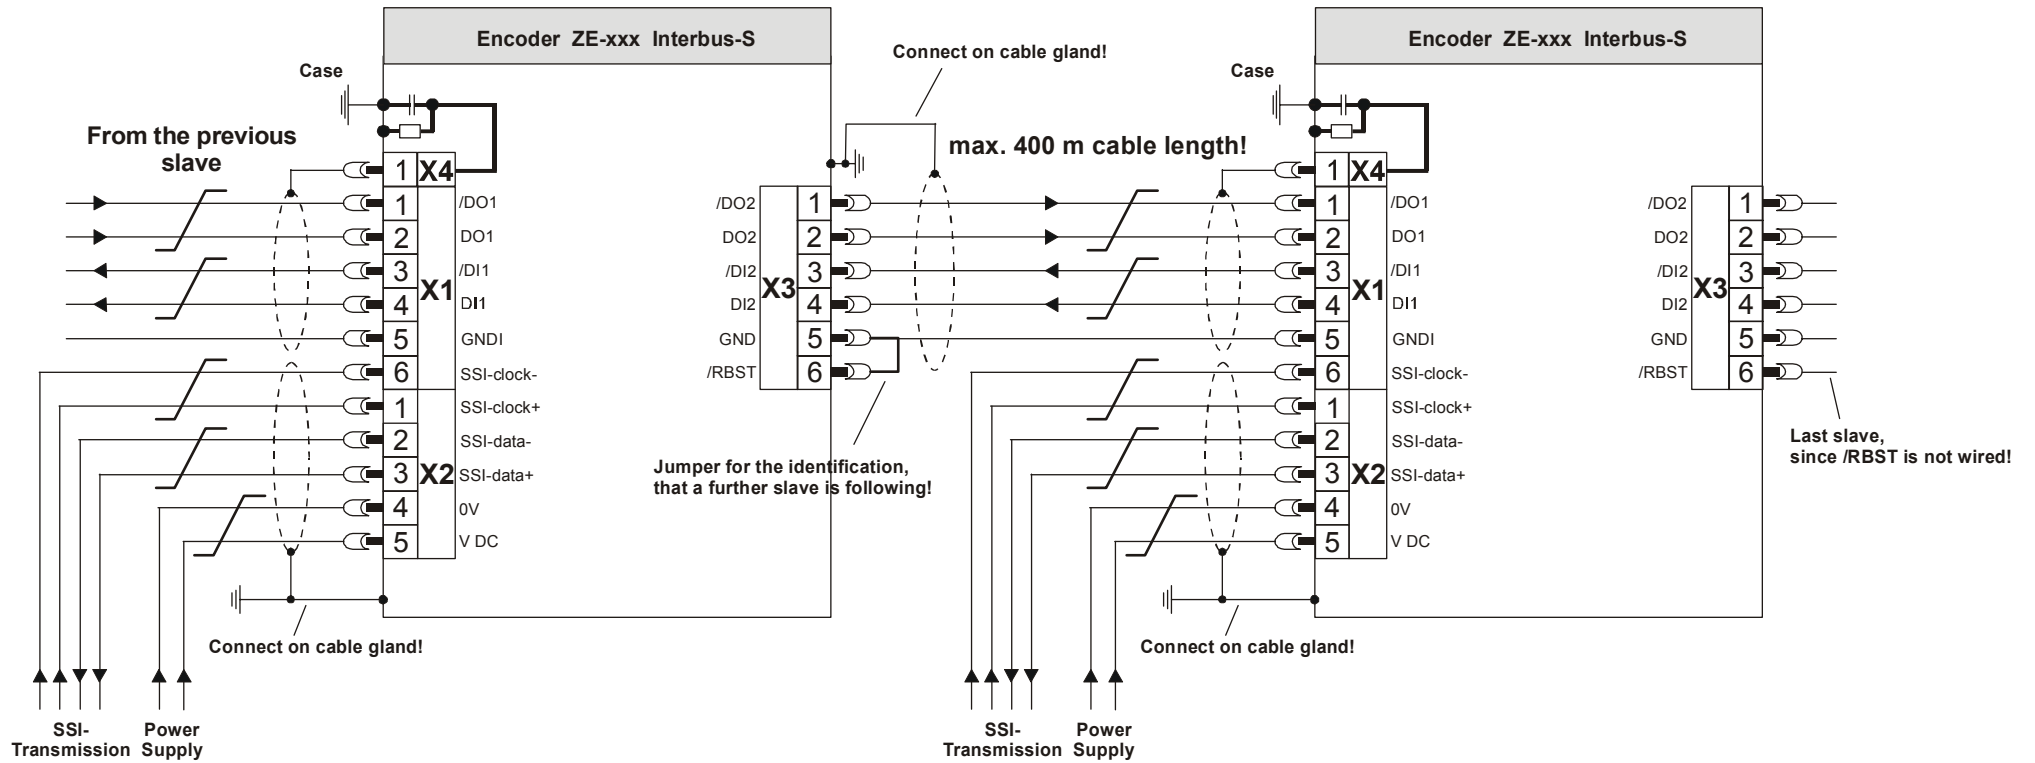 Encoder ZE-xxx Interbus-S
Encoder ZE-xxx Interbus-S
Connect on cable gland!
Case
Case
From the previous
slave
max. 400 m cable length!
1 X4
1 /DO1
2 DO1
3 /DI1
X1
4 DI1
5 GNDI
6 SSI-clock-
1 SSI-clock+
2 SSI-data-
3 X2 SSI-data+
4 0V
5 V DC
/DO2 1
DO2 2
/DI2 3
X3
DI2 4
GND 5
/RBST 6
Jumper for the identification,
that a further slave is following!
Connect on cable gland!
SSI-
Transmission
Power
Supply
1 X4
1 /DO1
2 DO1
3 /DI1
X1
4 DI1
5 GNDI
6 SSI-clock-
1 SSI-clock+
2 SSI-data-
3 X2 SSI-data+
4 0V
5 V DC
/DO2 1
DO2 2
/DI2 3
X3
DI2 4
GND 5
/RBST 6
Last slave,
since /RBST is not wired!
Connect on cable gland!
SSI-
Transmission
Power
Supply